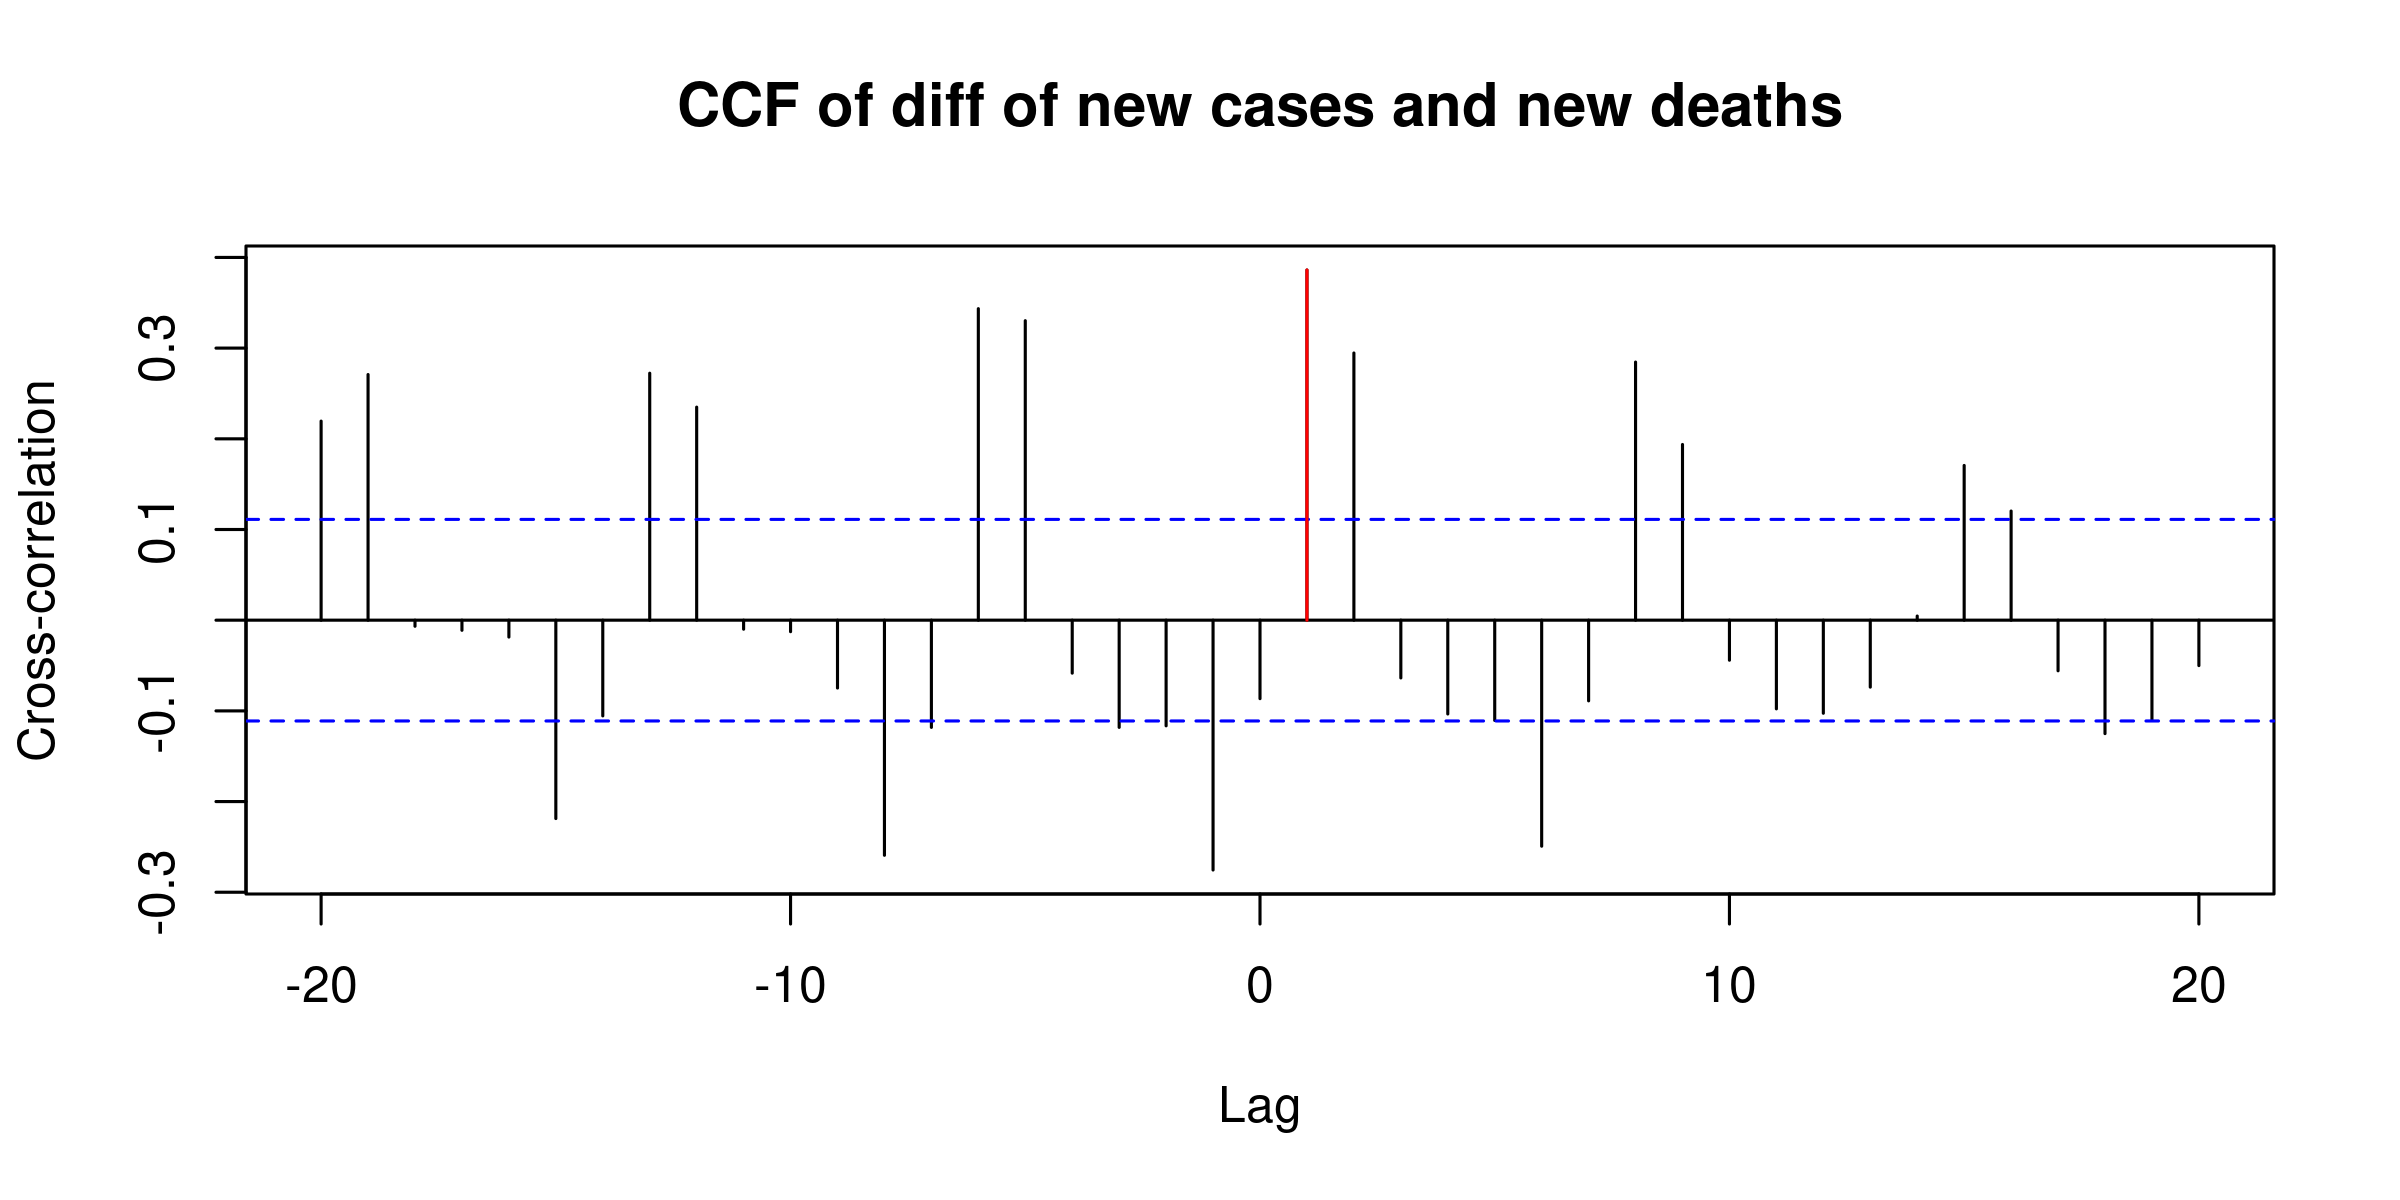 CCF of diff of new cases and new deaths
Cross-correlation
0.3
0.1
-0.1
-0.3
-20 -10 0 10 20
Lag